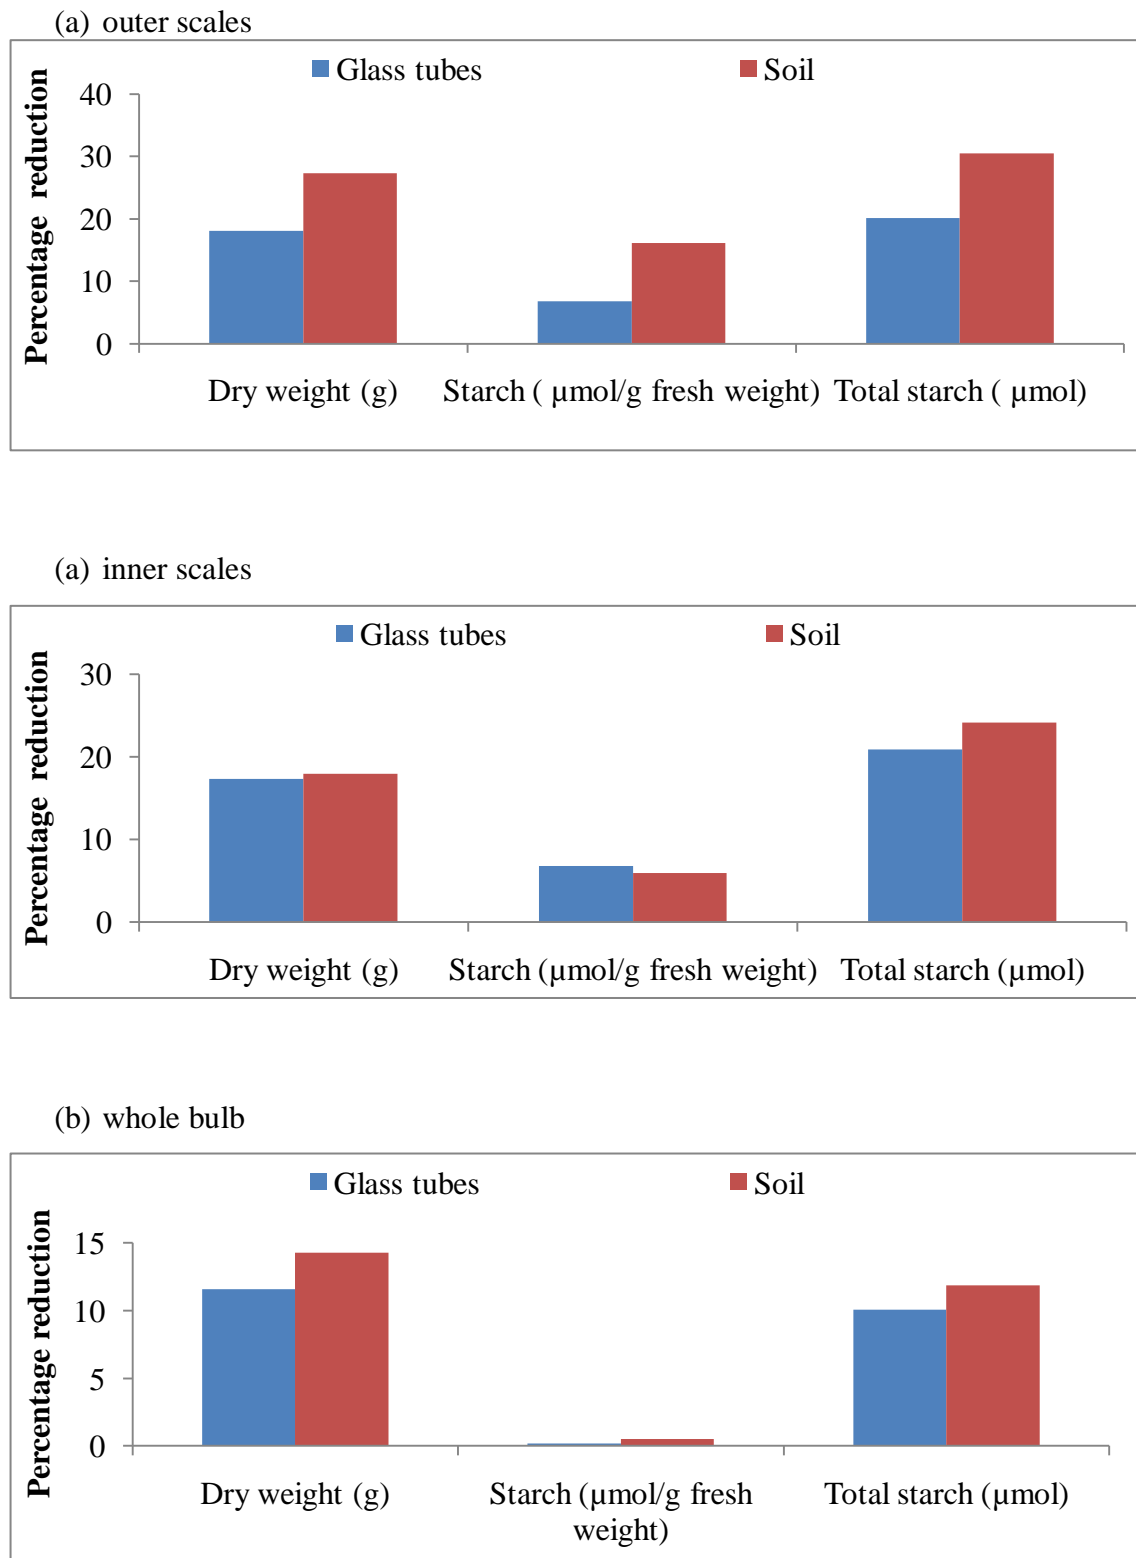 (a) outer scales
Glass tubes Soil
Percentage reduction
40
30
20
10
0
Dry weight (g) Starch ( µmol/g fresh weight) Total starch ( µmol)
(a) inner scales
Glass tubes Soil
Percentage reduction
30
20
10
0
Dry weight (g) Starch (µmol/g fresh weight) Total starch (µmol)
(b) whole bulb
Glass tubes Soil
Percentage reduction
15
10
5
0
Dry weight (g) Starch (µmol/g fresh Total starch (µmol)
weight)